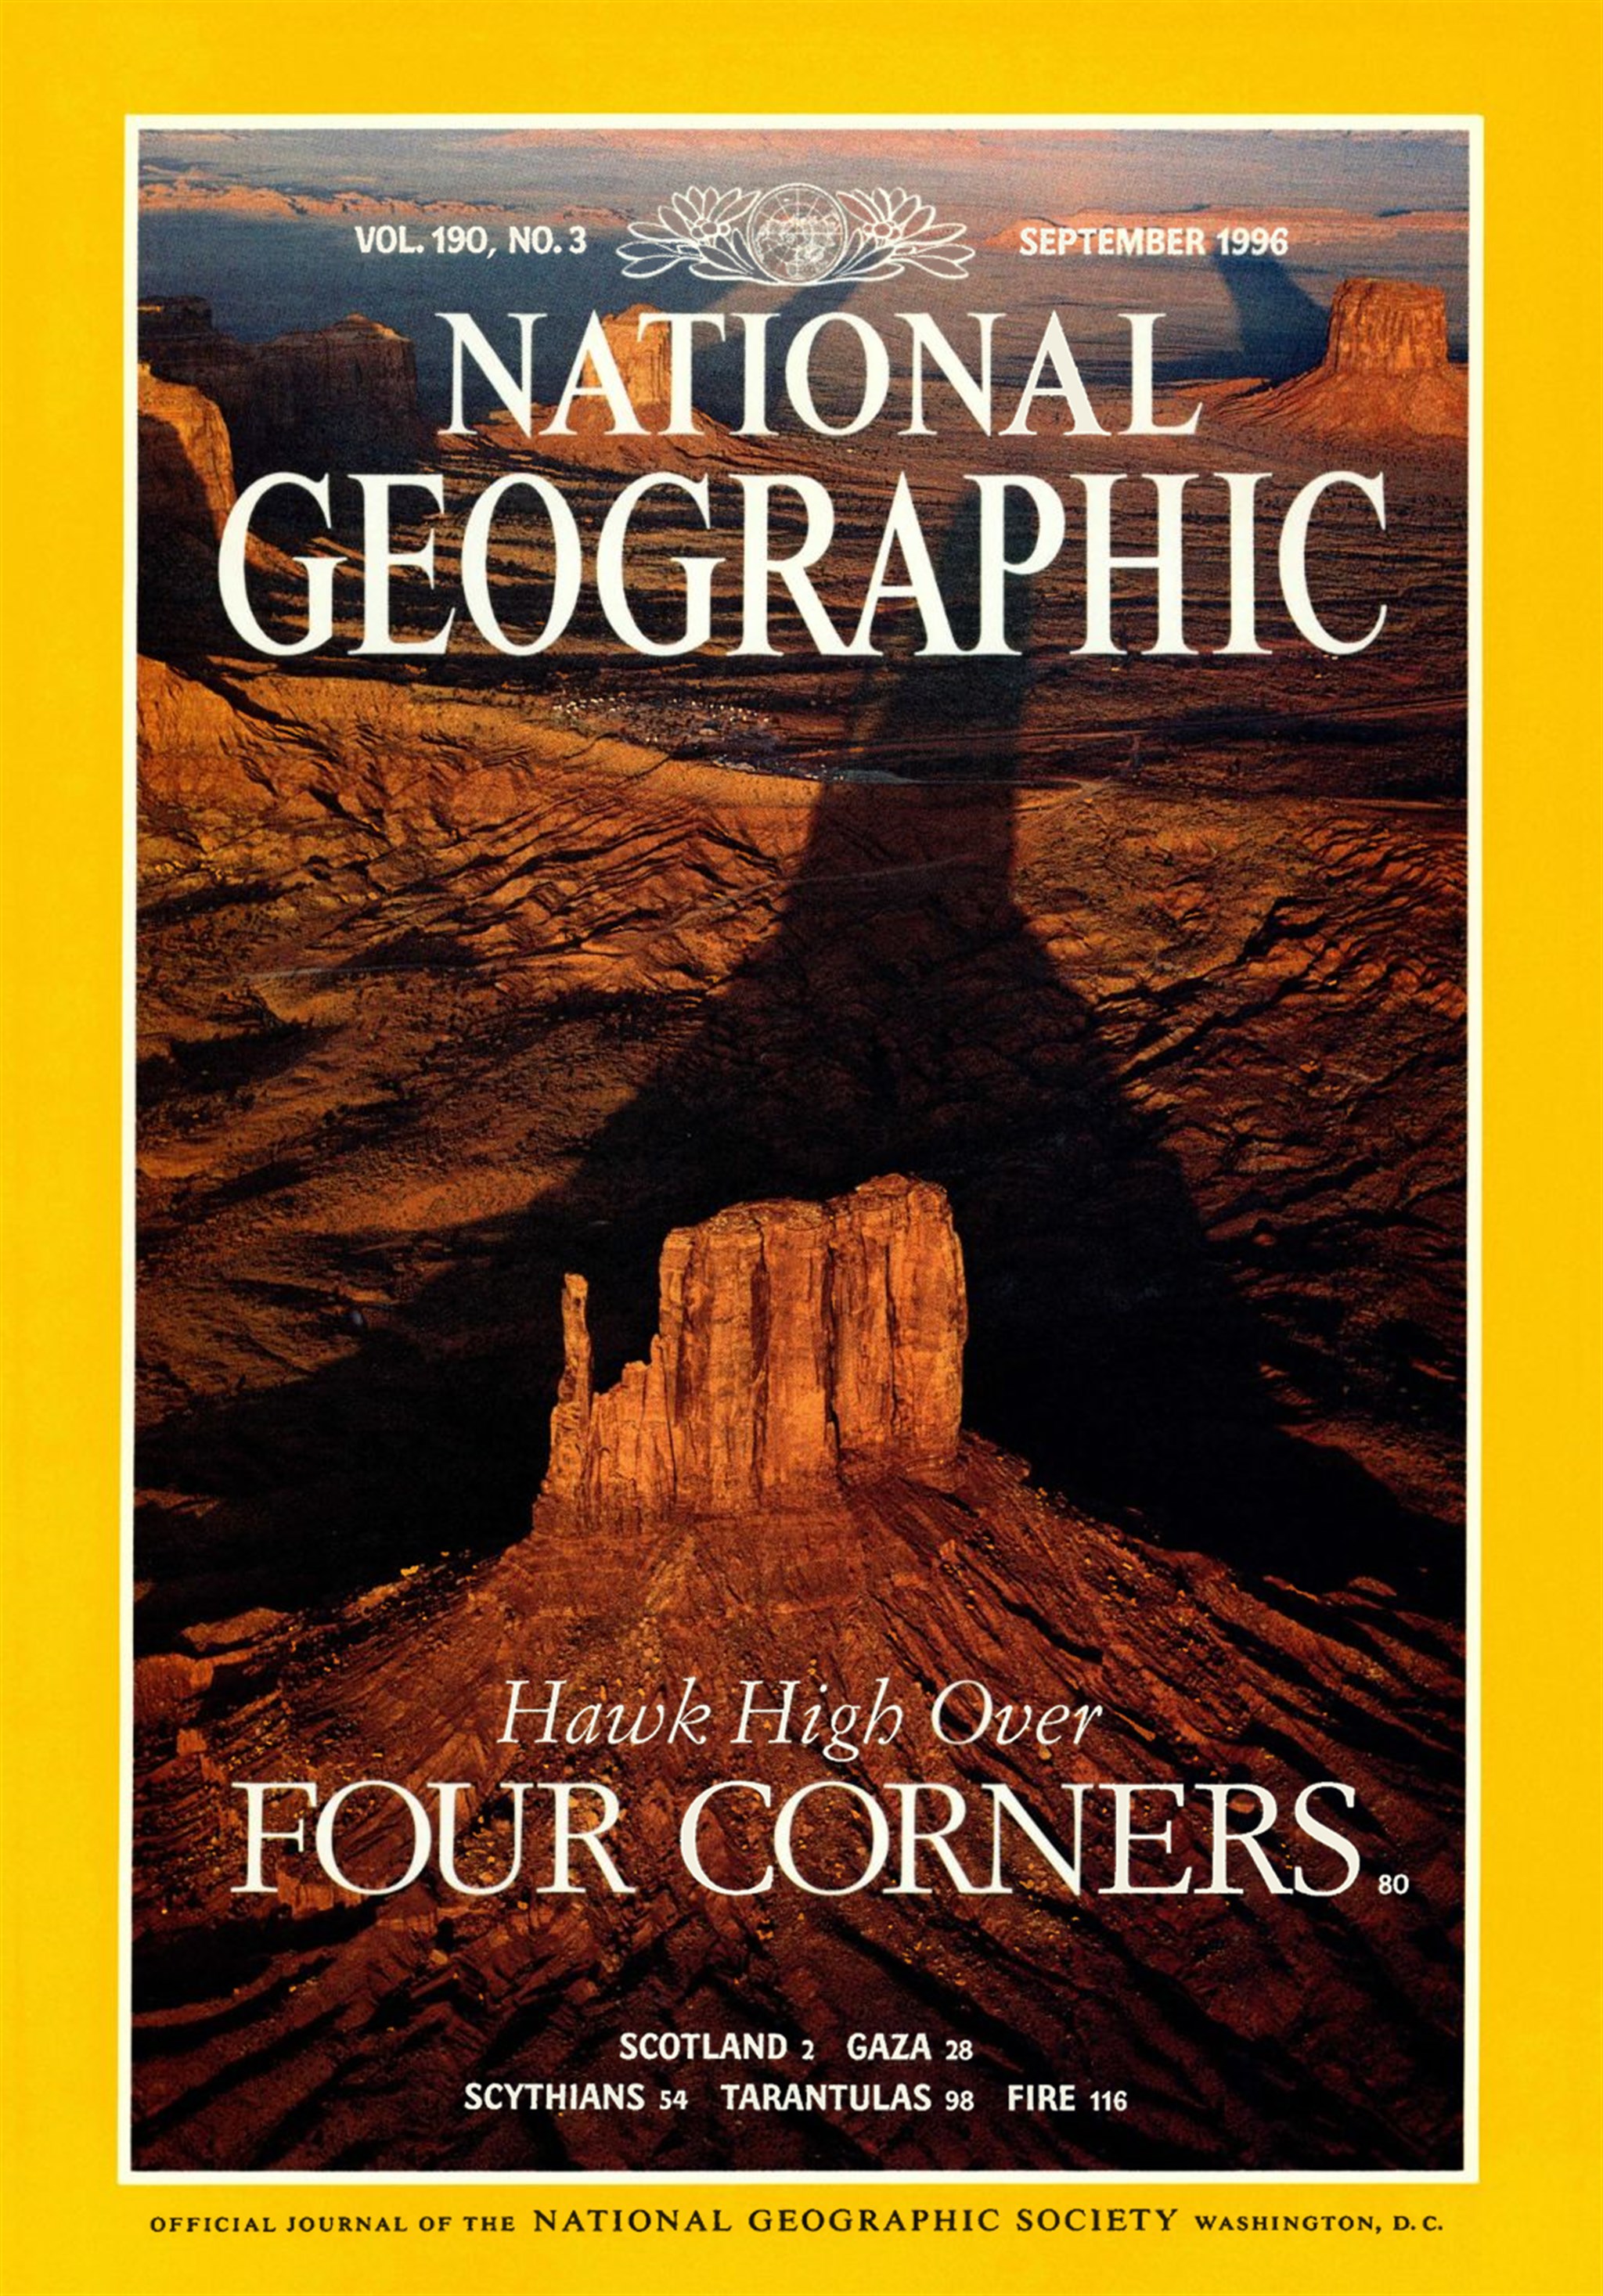 VOL. 190, NO. 3 SEPTEMBER 1996
NATIONAL
GEOGRAPHIC
Hawk High Over
FOUR CORNERS 80
SCOTLAND 2 GAZA 28
SCYTHIANS 54 TARANTULAS 98 FIRE 116
OFFICIAL JOURNAL OF THE NATIONAL GEOGRAPHIC SOCIETY WASHINGTON, D.C.